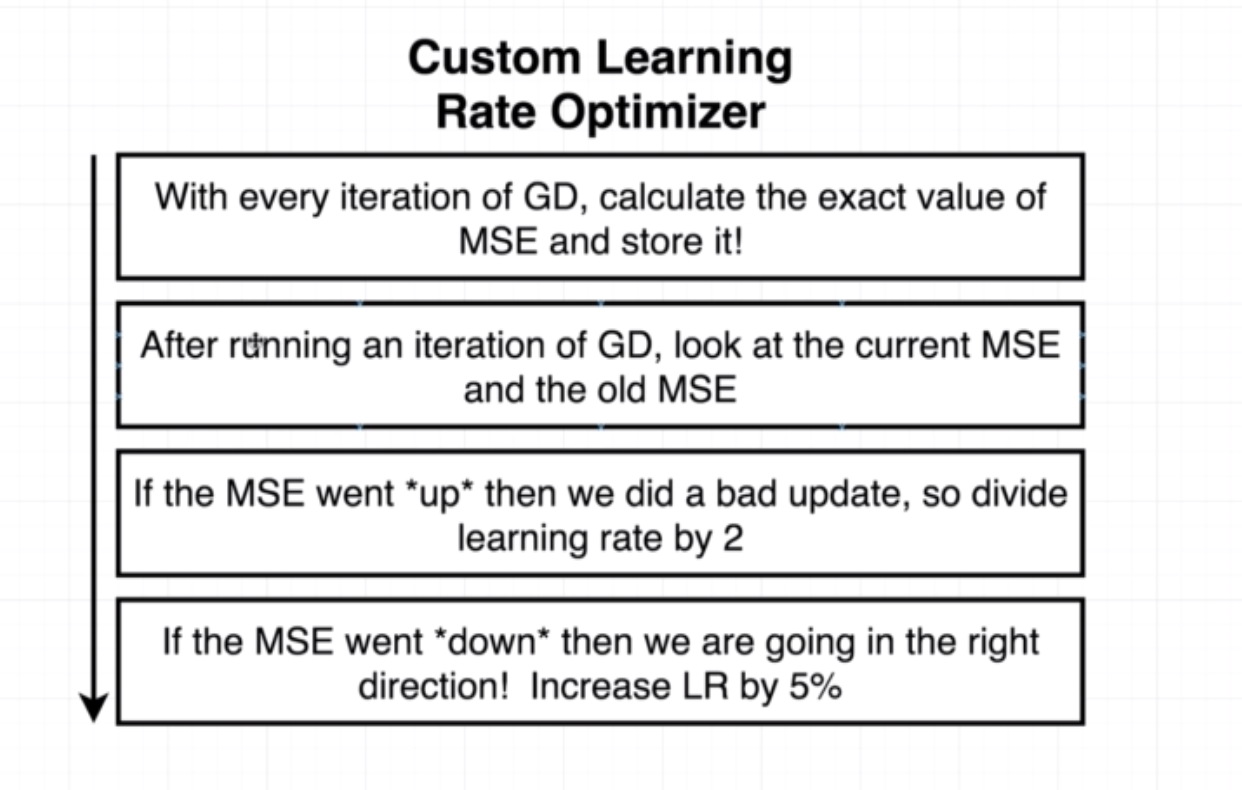 Custom Learning
Rate Optimizer
With every iteration of GD, calculate the exact value of
MSE and store it!
After running an iteration of GD, look at the current MSE
and the old MSE
If the MSE went *up* then we did a bad update, so divide
learning rate by 2
If the MSE went *down* then we are going in the right
direction!  Increase LR by 5%